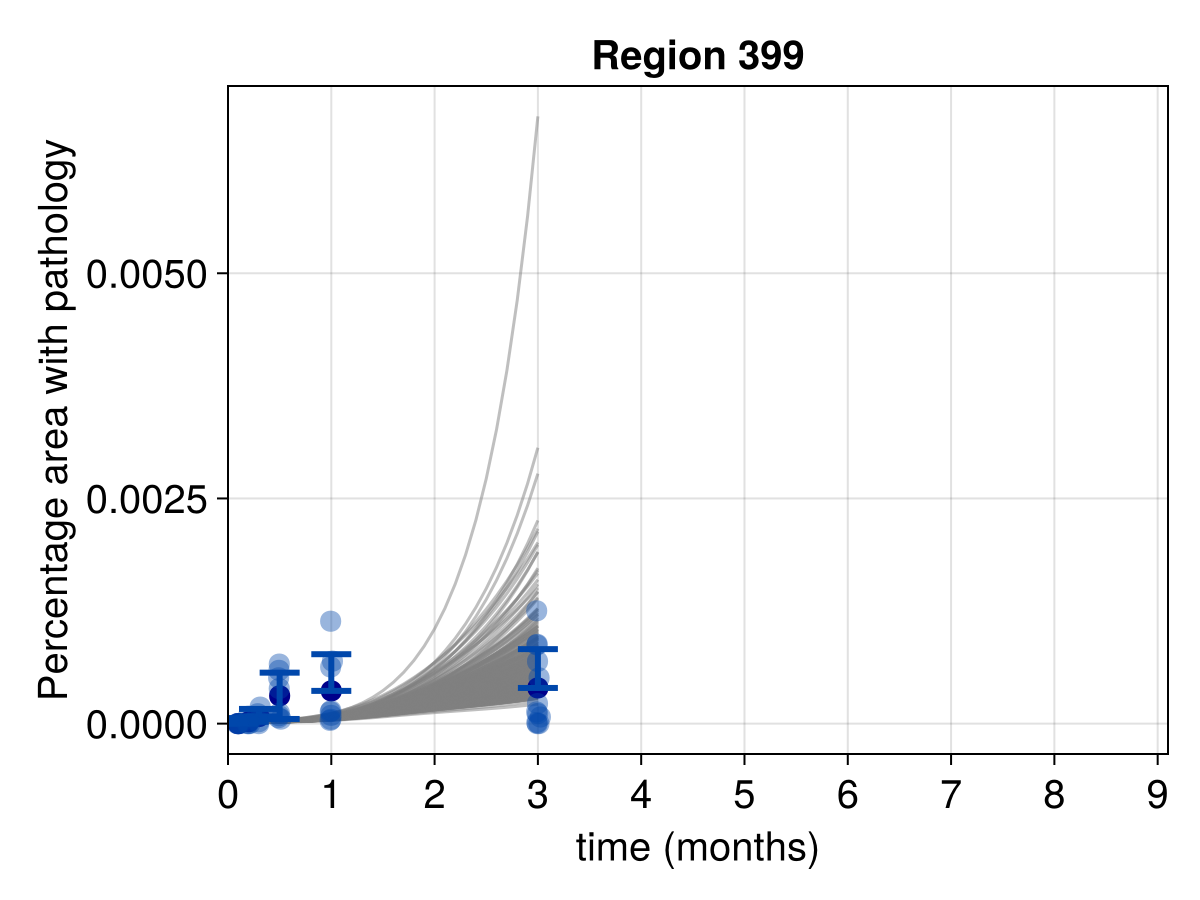 Region 399
Percentage area with pathology
0.0050
0.0025
0.0000
0 1 2 3 4 5 6 7 8 9
time (months)